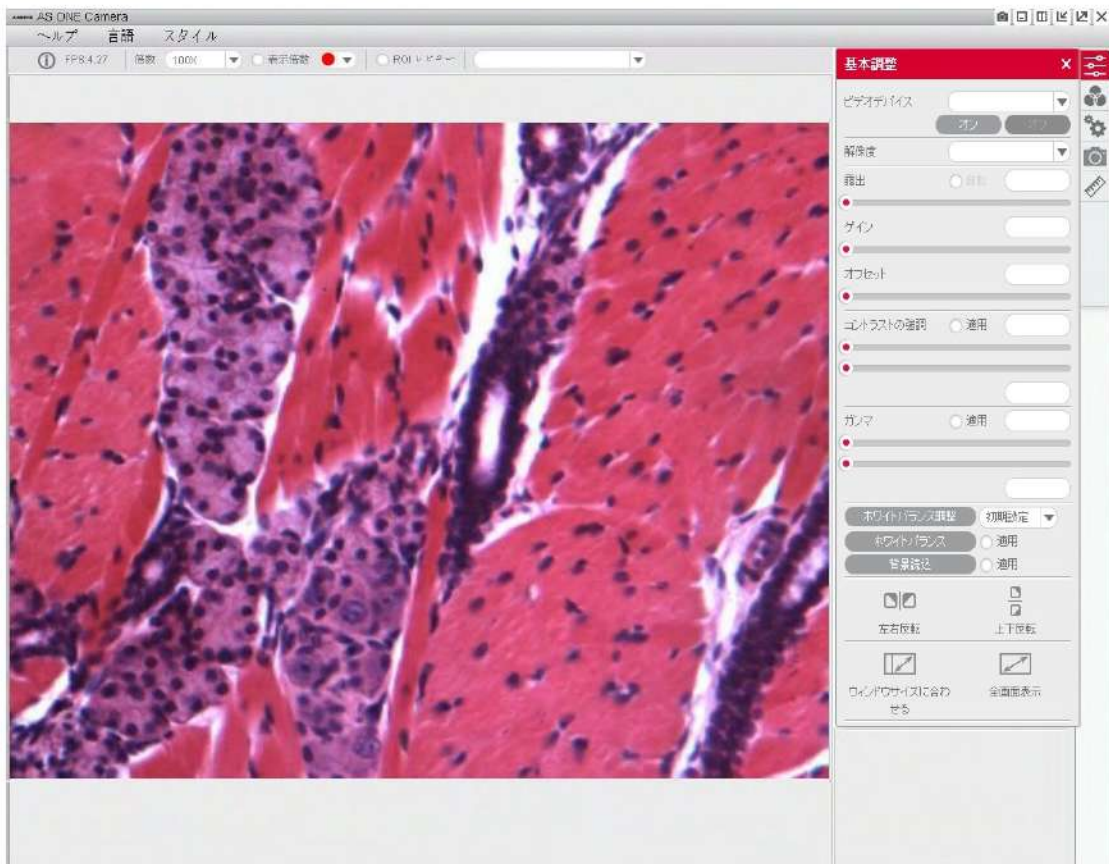 AS ONE Camera
ヘルプ 言語 スタイル
FPS:4.27 倍数 100X 表示倍数 ROI
基本調整
ビデオデバイス
オン オフ
解像度
露出 自動
ゲイン
オフセット
コントラストの強調 適用
ガンマ 適用
ホワイトバランス調整 初期設定
ホワイトバランス 適用
背景読込 適用
左右反転 上下反転
ウィンドウサイズに合わ
せる
全画面表示